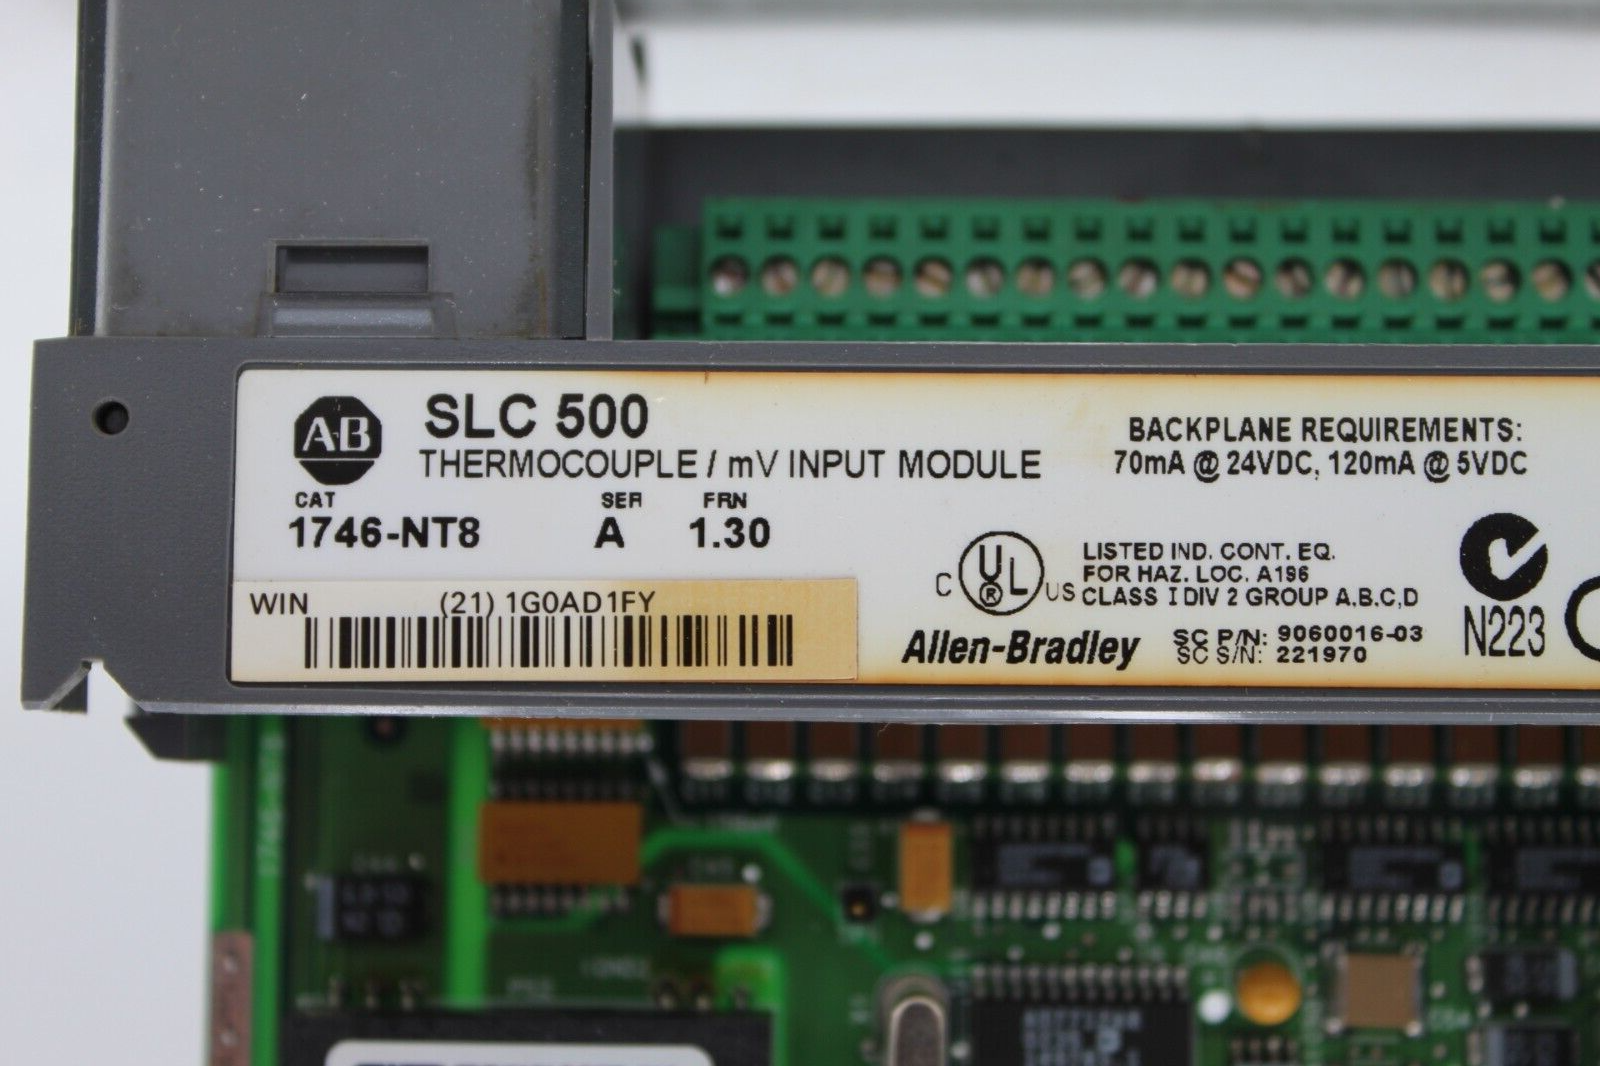 AB
SLC 500
THERMOCOUPLE / mV INPUT MODULE
CAT SER FRN
1746-NT8 A 1.30
BACKPLANE REQUIREMENTS:
70mA @ 24VDC, 120mA @ 5VDC
WIN (21) 1G0AD1FY
C UL ® US
LISTED IND. CONT. EQ.
FOR HAZ. LOC. A196
CLASS I DIV 2 GROUP A,B,C,D
N223
Allen-Bradley
SC P/N: 9060016-03
SC S/N: 221970